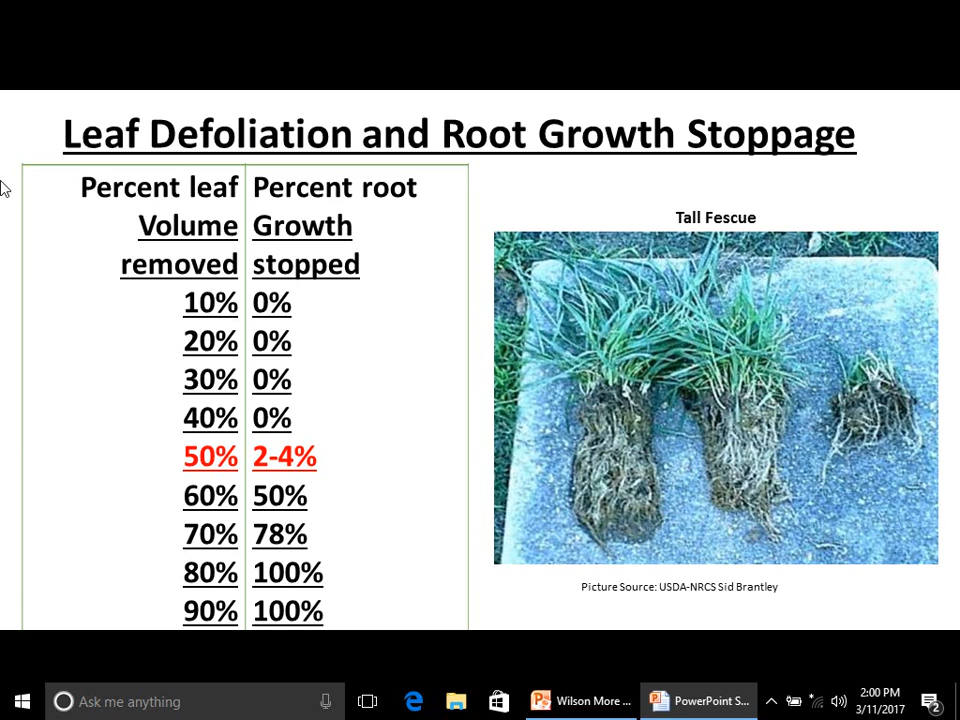 Leaf Defoliation and Root Growth Stoppage
Percent leaf Percent root
Volume Growth
removed stopped
10% 0%
20% 0%
30% 0%
40% 0%
50% 2-4%
60% 50%
70% 78%
80% 100%
90% 100%
Tall Fescue
Picture Source: USDA-NRCS Sid Brantley
Ask me anything
Wilson More ...
PowerPoint S...
2:00 PM
3/11/2017
2